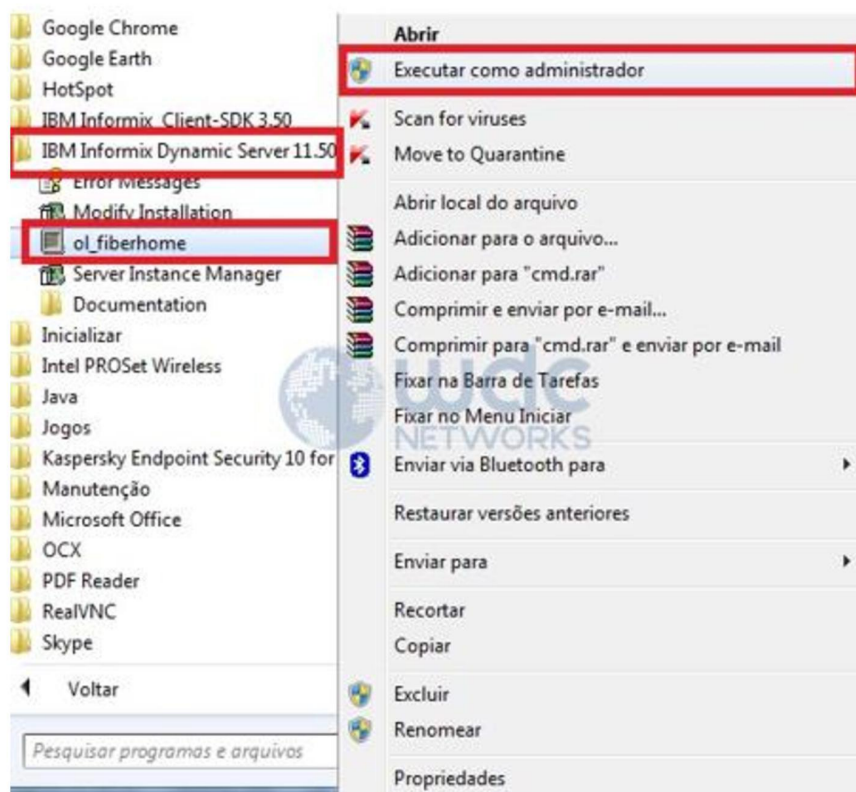 Google Chrome
Google Earth
HotSpot
IBM Informix Client-SDK 3.50
IBM Informix Dynamic Server 11.50
Error Messages
Modify Installation
ol_fiberhome
Server Instance Manager
Documentation
Inicializar
Intel PROSet Wireless
Java
Jogos
Kaspersky Endpoint Security 10 for
Manutenção
Microsoft Office
OCX
PDF Reader
RealVNC
Skype
Voltar
Pesquisar programas e arquivos
Abrir
Executar como administrador
Scan for viruses
Move to Quarantine
Abrir local do arquivo
Adicionar para o arquivo...
Adicionar para "cmd.rar"
Comprimir e enviar por e-mail...
Comprimir para "cmd.rar" e enviar por e-mail
Fixar na Barra de Tarefas
Fixar no Menu Iniciar
Enviar via Bluetooth para
Restaurar versões anteriores
Enviar para
Recortar
Copiar
Excluir
Renomear
Propriedades
wdc
NETWORKS